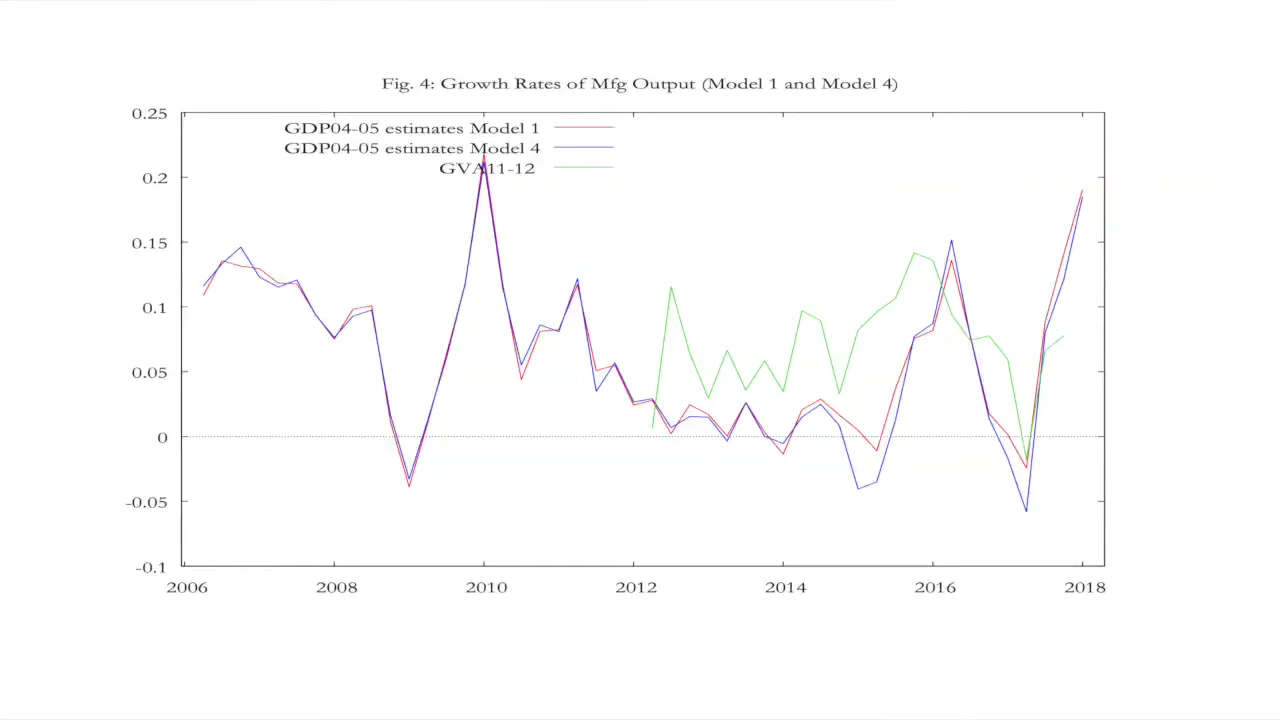 Fig. 4: Growth Rates of Mfg Output (Model 1 and Model 4)
0.25
GDP04-05 estimates Model 1
GDP04-05 estimates Model 4
GVA11-12
0.2
0.15
0.1
0.05
0
-0.05
-0.1
2006 2008 2010 2012 2014 2016 2018